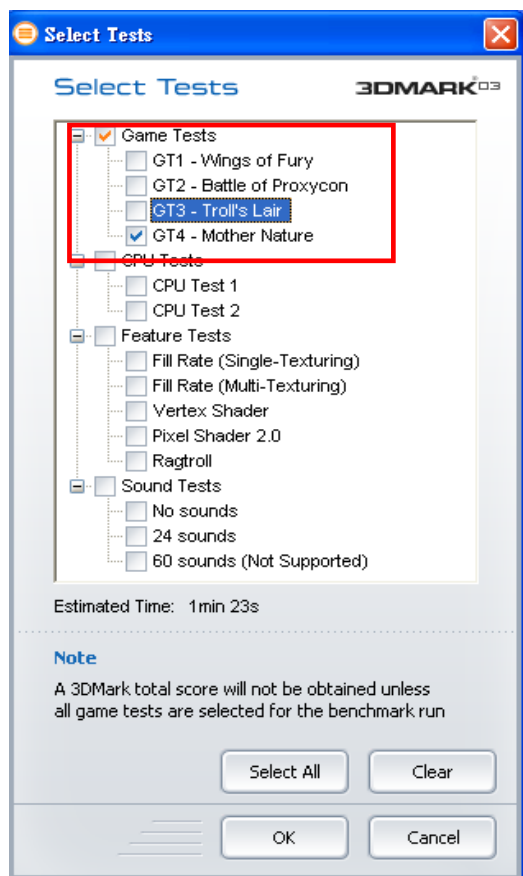 Select Tests
Select Tests 3DMARK®03
Game Tests
GT1 - Wings of Fury
GT2 - Battle of Proxycon
GT3 - Troll's Lair
GT4 - Mother Nature
CPU Tests
CPU Test 1
CPU Test 2
Feature Tests
Fill Rate (Single-Texturing)
Fill Rate (Multi-Texturing)
Vertex Shader
Pixel Shader 2.0
Ragtroll
Sound Tests
No sounds
24 sounds
60 sounds (Not Supported)
Estimated Time: 1min 23s
Note
A 3DMark total score will not be obtained unless
all game tests are selected for the benchmark run
Select All Clear
OK Cancel